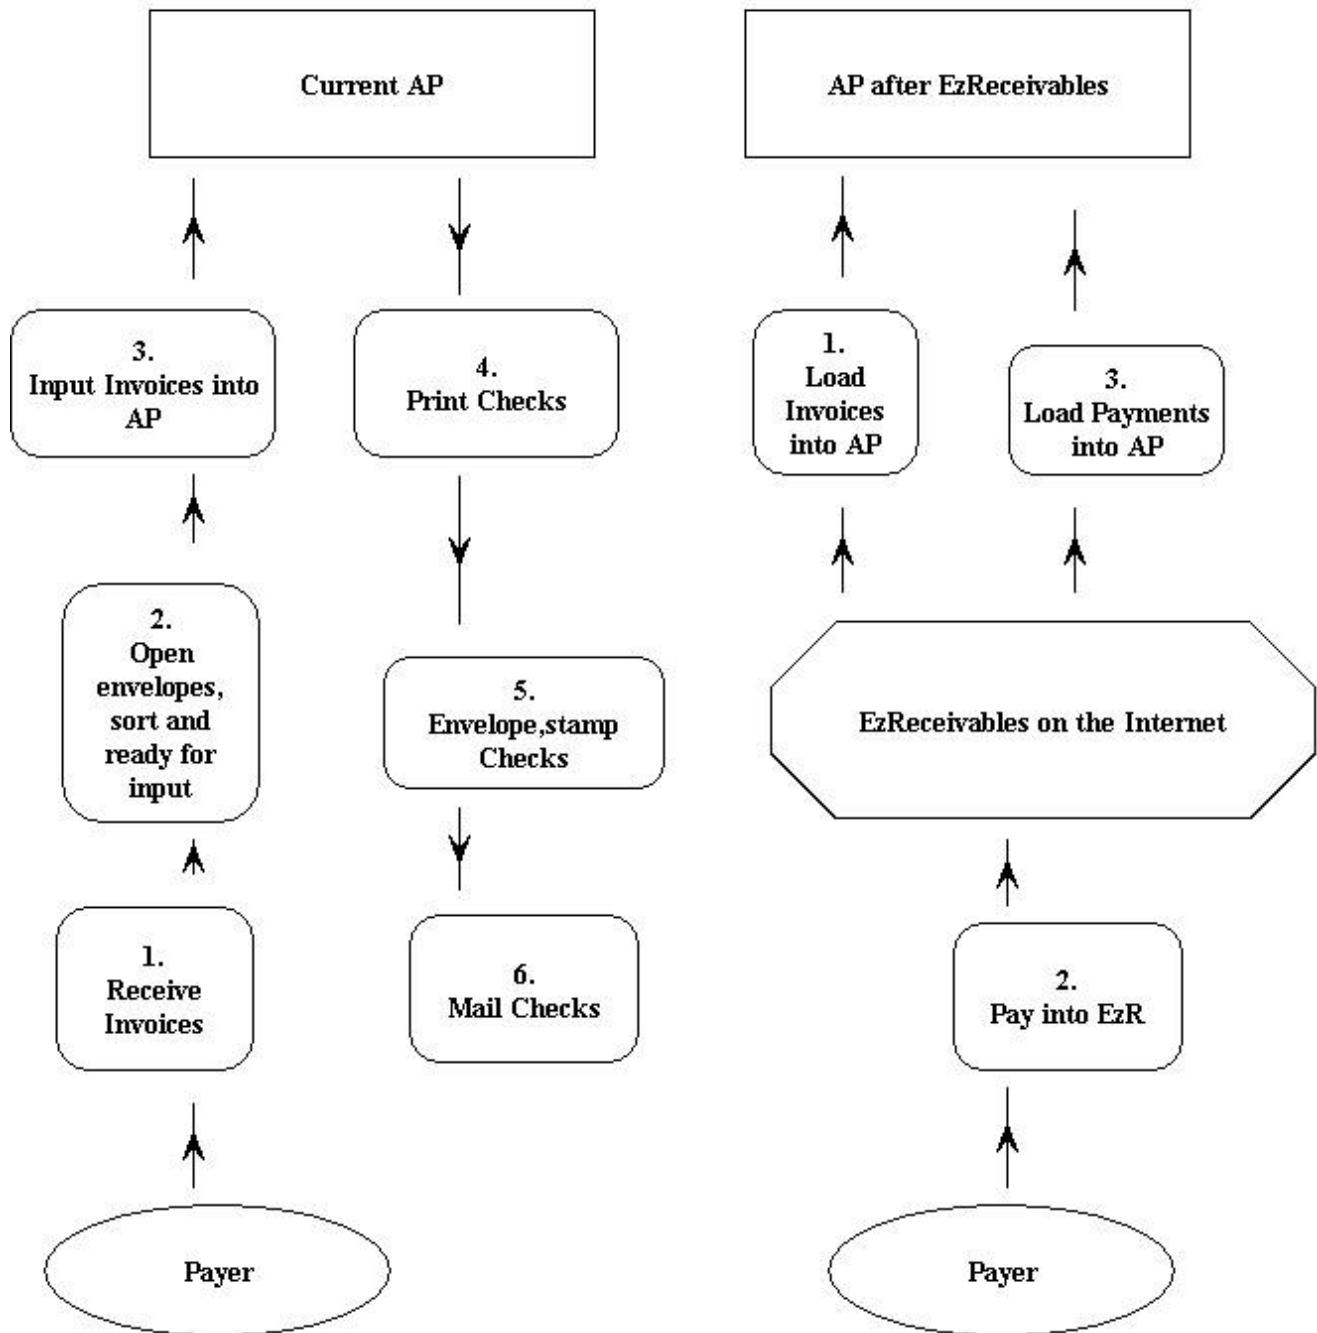 Current AP
AP after EzReceivables
3.
Input Invoices into
AP
4.
Print Checks
1.
Load
Invoices
into AP
3.
Load Payments
into AP
2.
Open
envelopes,
sort and
ready for
input
5.
Envelope,stamp
Checks
EzReceivables on the Internet
1.
Receive
Invoices
6.
Mail Checks
2.
Pay into EzR
Payer
Payer